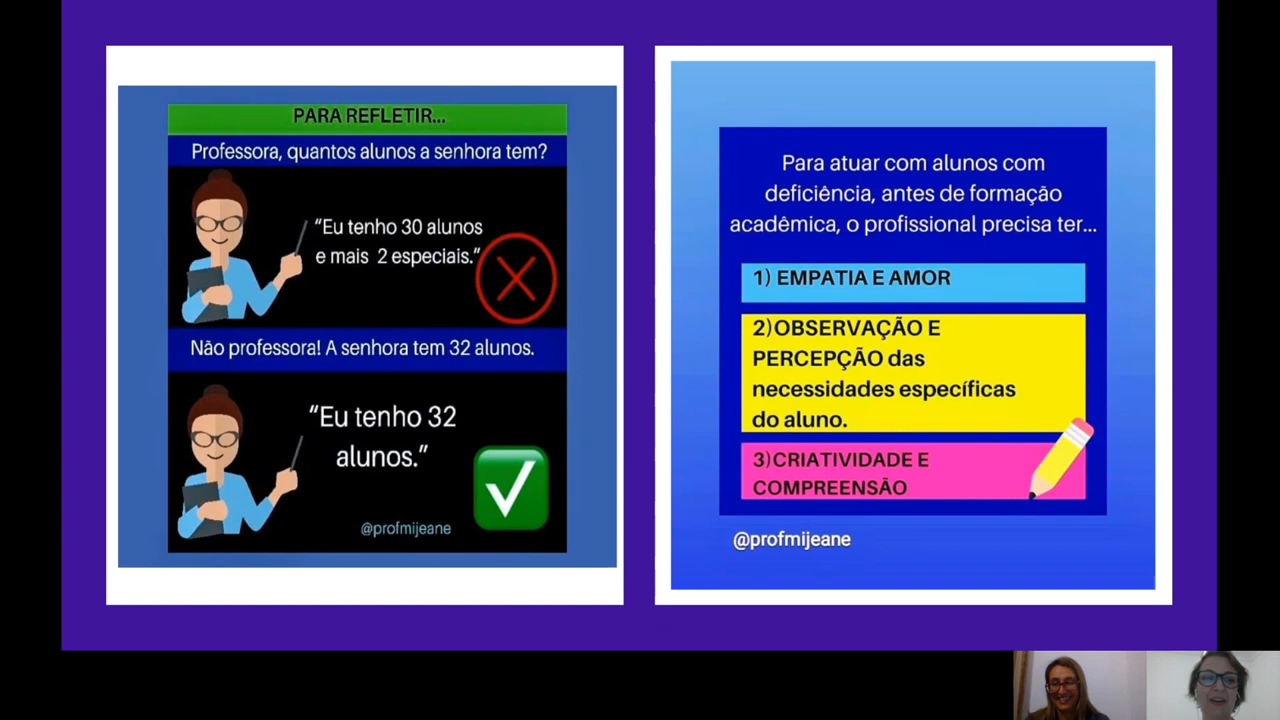 PARA REFLETIR...
Professora, quantos alunos a senhora tem?
"Eu tenho 30 alunos
e mais 2 especiais."
Não professora! A senhora tem 32 alunos.
"Eu tenho 32
alunos."
@profmijeane
Para atuar com alunos com
deficiência, antes de formação
acadêmica, o profissional precisa ter...
1) EMPATIA E AMOR
2)OBSERVAÇÃO E
PERCEPÇÃO das
necessidades específicas
do aluno.
3)CRIATIVIDADE E
COMPREENSÃO
@profmijeane